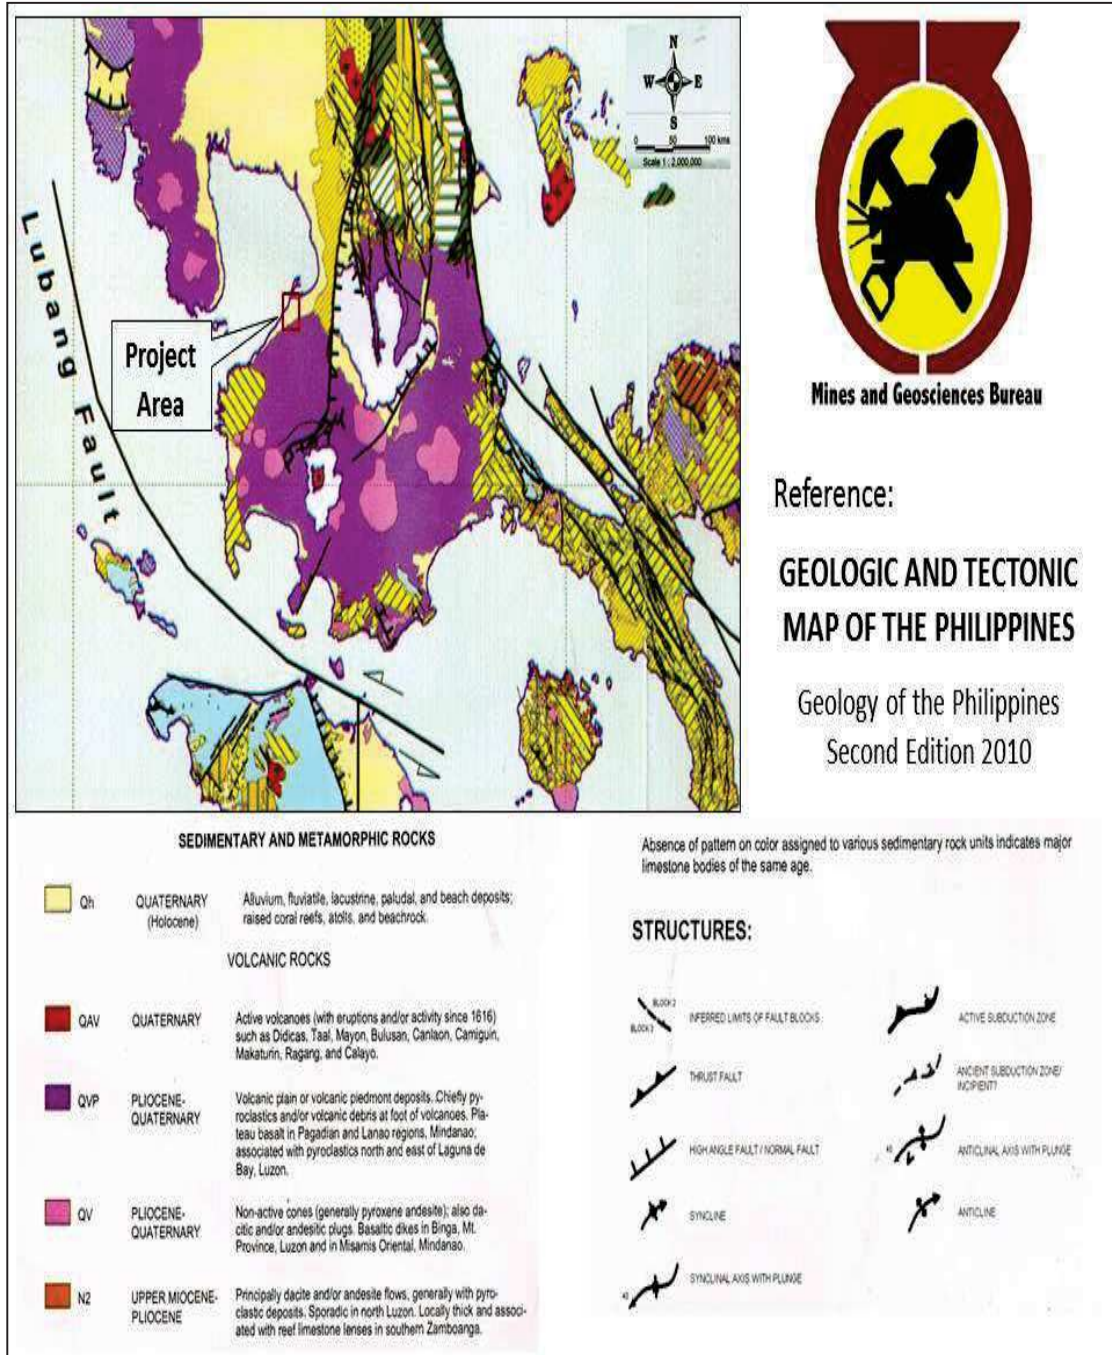 N
W E
S
0 50 100 kms
Scale 1 : 2,000,000
Lubang Fault
Project
Area
Mines and Geosciences Bureau
Reference:
GEOLOGIC AND TECTONIC
MAP OF THE PHILIPPINES
Geology of the Philippines
Second Edition 2010
SEDIMENTARY AND METAMORPHIC ROCKS
Qh QUATERNARY Alluvium, fluviatile, lacustrine, paludal, and beach deposits;
(Holocene) raised coral reefs, atolls, and beachrock.
VOLCANIC ROCKS
QAV QUATERNARY Active volcanoes (with eruptions and/or activity since 1616)
such as Didicas, Taal, Mayon, Bulusan, Canlaon, Camiguin,
Makaturin, Ragang, and Calayo.
QVP PLIOCENE- Volcanic plain or volcanic piedmont deposits. Chiefly py-
QUATERNARY roclastics and/or volcanic debris at foot of volcanoes. Pla-
teau basalt in Pagadian and Lanao regions, Mindanao;
associated with pyroclastics north and east of Laguna de
Bay, Luzon.
QV PLIOCENE- Non-active cones (generally pyroxene andesite); also da-
QUATERNARY citic and/or andesitic plugs. Basaltic dikes in Binga, Mt.
Province, Luzon and in Misamis Oriental, Mindanao.
N2 UPPER MIOCENE- Principally dacite and/or andesite flows, generally with pyro-
PLIOCENE clastic deposits. Sporadic in north Luzon. Locally thick and associ-
ated with reef limestone lenses in southern Zamboanga.
Absence of pattern on color assigned to various sedimentary rock units indicates major
limestone bodies of the same age.
STRUCTURES:
BLOCK 2
BLOCK 3
INFERRED LIMITS OF FAULT BLOCKS
ACTIVE SUBDUCTION ZONE
THRUST FAULT
ANCIENT SUBDUCTION ZONE/
INCIPIENT?
HIGH ANGLE FAULT / NORMAL FAULT
40
ANTICLINAL AXIS WITH PLUNGE
SYNCLINE
ANTICLINE
40
SYNCLINAL AXIS WITH PLUNGE